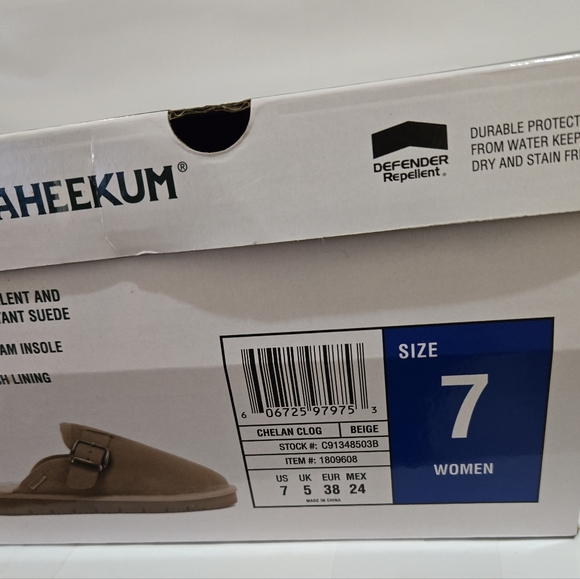 AHEEKUM®
DEFENDER
Repellent.
DURABLE PROTECT
FROM WATER KEEP
DRY AND STAIN FR
LENT AND
ANT SUEDE
AM INSOLE
H LINING
6 06725 97975 3
CHELAN CLOG BEIGE
STOCK #: C91348503B
ITEM #: 1809608
US UK EUR MEX
7 5 38 24
MADE IN CHINA
SIZE
7
WOMEN